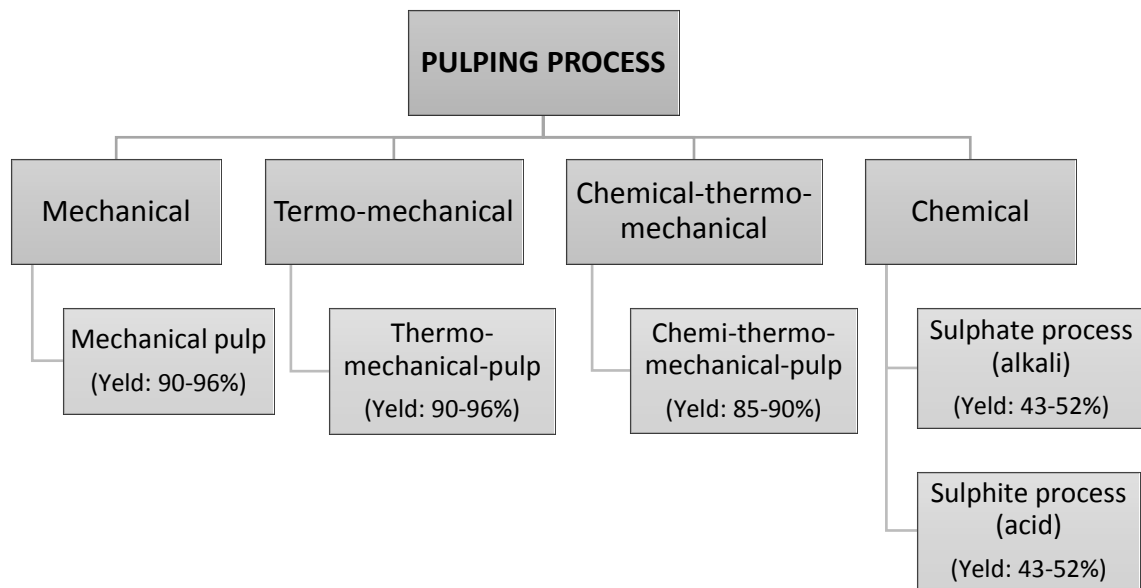 PULPING PROCESS
Mechanical
Termo-mechanical
Chemical-thermo-
mechanical
Chemical
Mechanical pulp
(Yeld: 90-96%)
Thermo-
mechanical-pulp
(Yeld: 90-96%)
Chemi-thermo-
mechanical-pulp
(Yeld: 85-90%)
Sulphate process
(alkali)
(Yeld: 43-52%)
Sulphite process
(acid)
(Yeld: 43-52%)